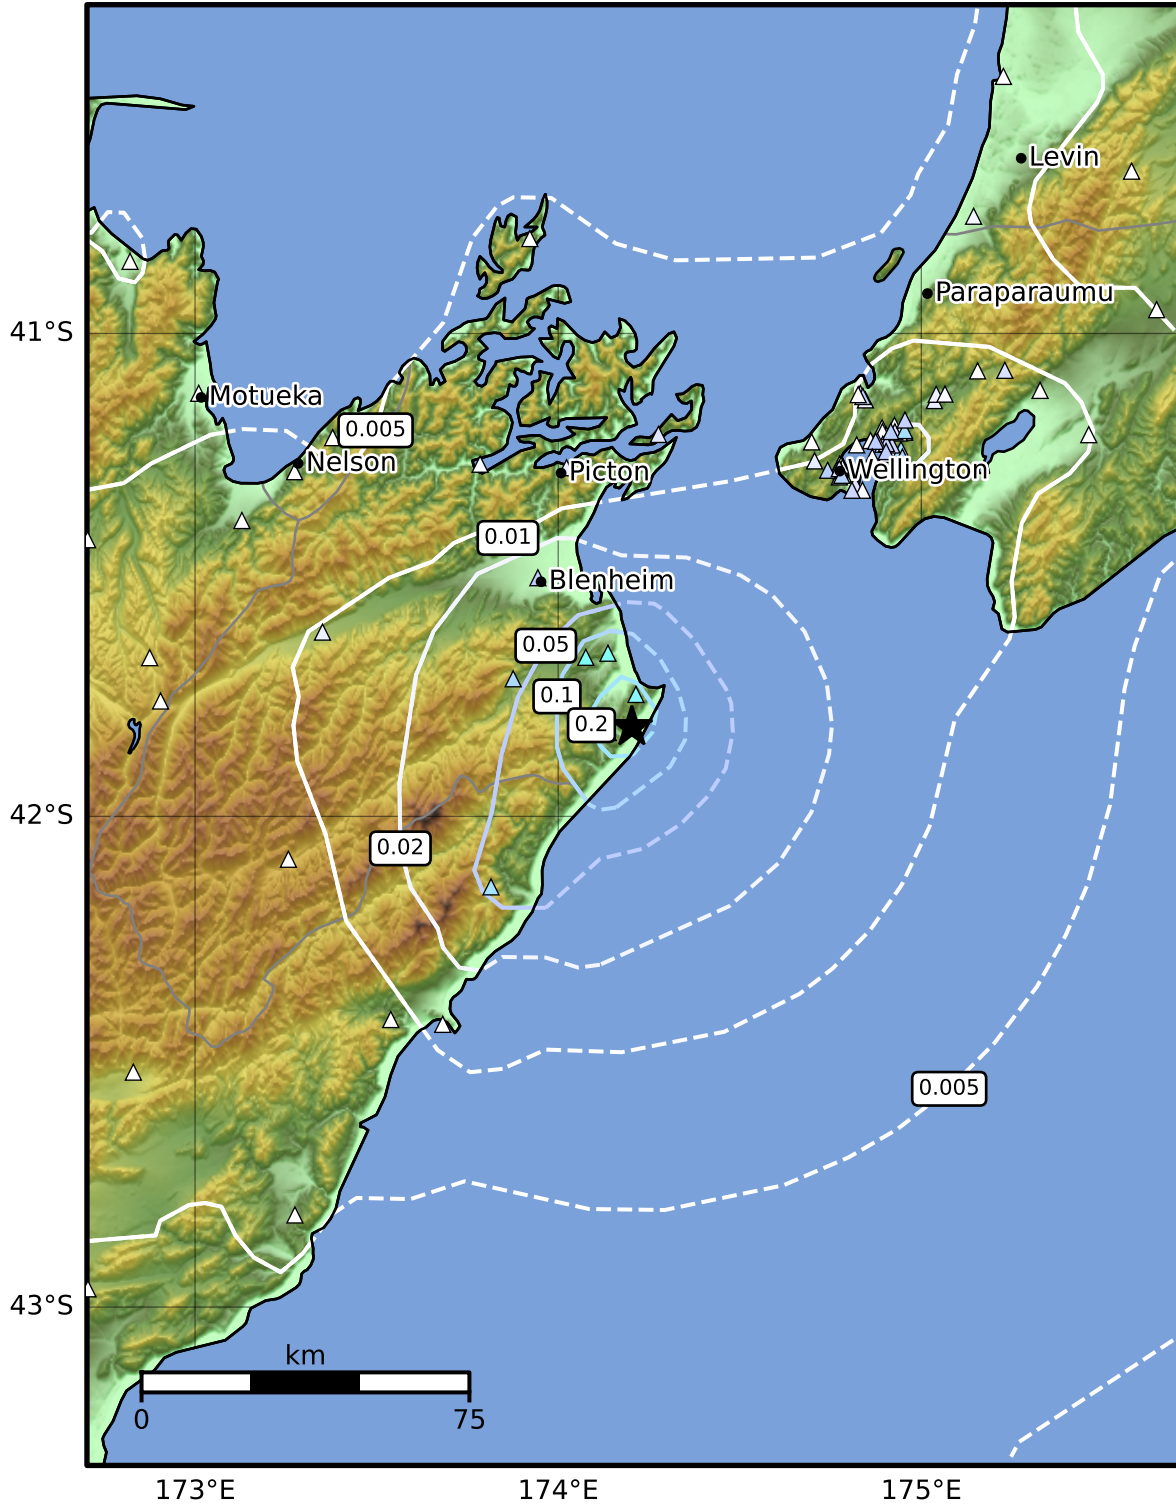 Levin
Paraparaumu
41°S
Motueka
0.005
Nelson
Picton
Wellington
0.01
Blenheim
0.05
0.1
0.2
42°S
0.02
0.005
43°S
km
0
75
173°E
174°E
175°E